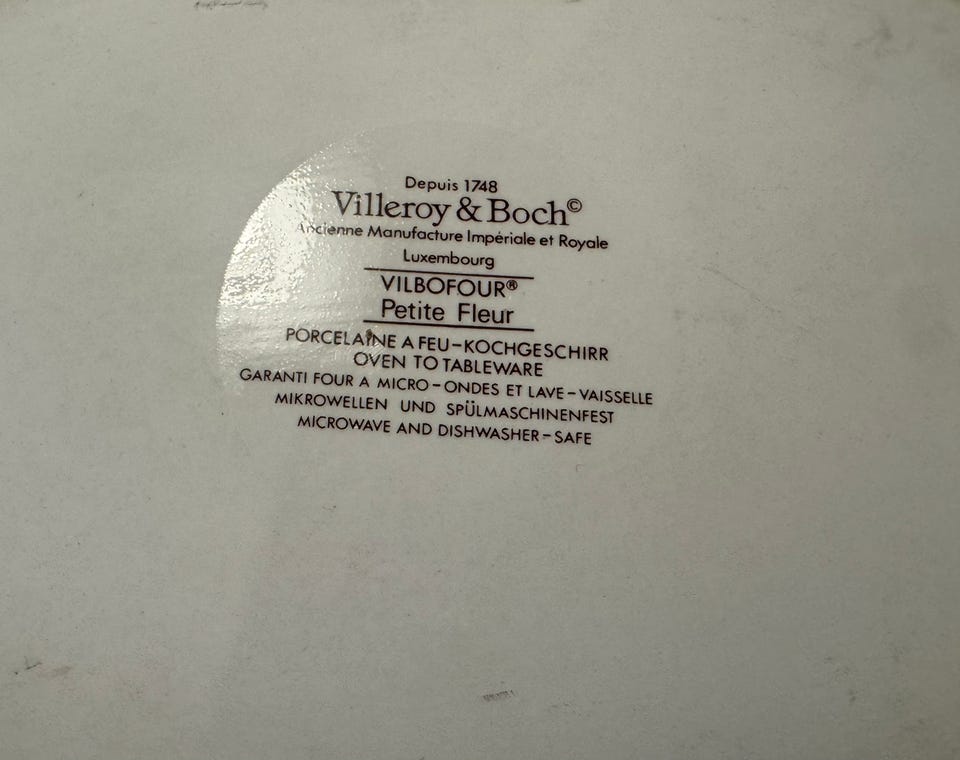 Depuis 1748
Villeroy & Boch©
Ancienne Manufacture Impériale et Royale
Luxembourg
VILBOFOUR®
Petite Fleur
PORCELAINE A FEU-KOCHGESCHIRR
OVEN TO TABLEWARE
GARANTI FOUR A MICRO-ONDES ET LAVE-VAISSELLE
MIKROWELLEN UND SPÜLMASCHINENFEST
MICROWAVE AND DISHWASHER-SAFE